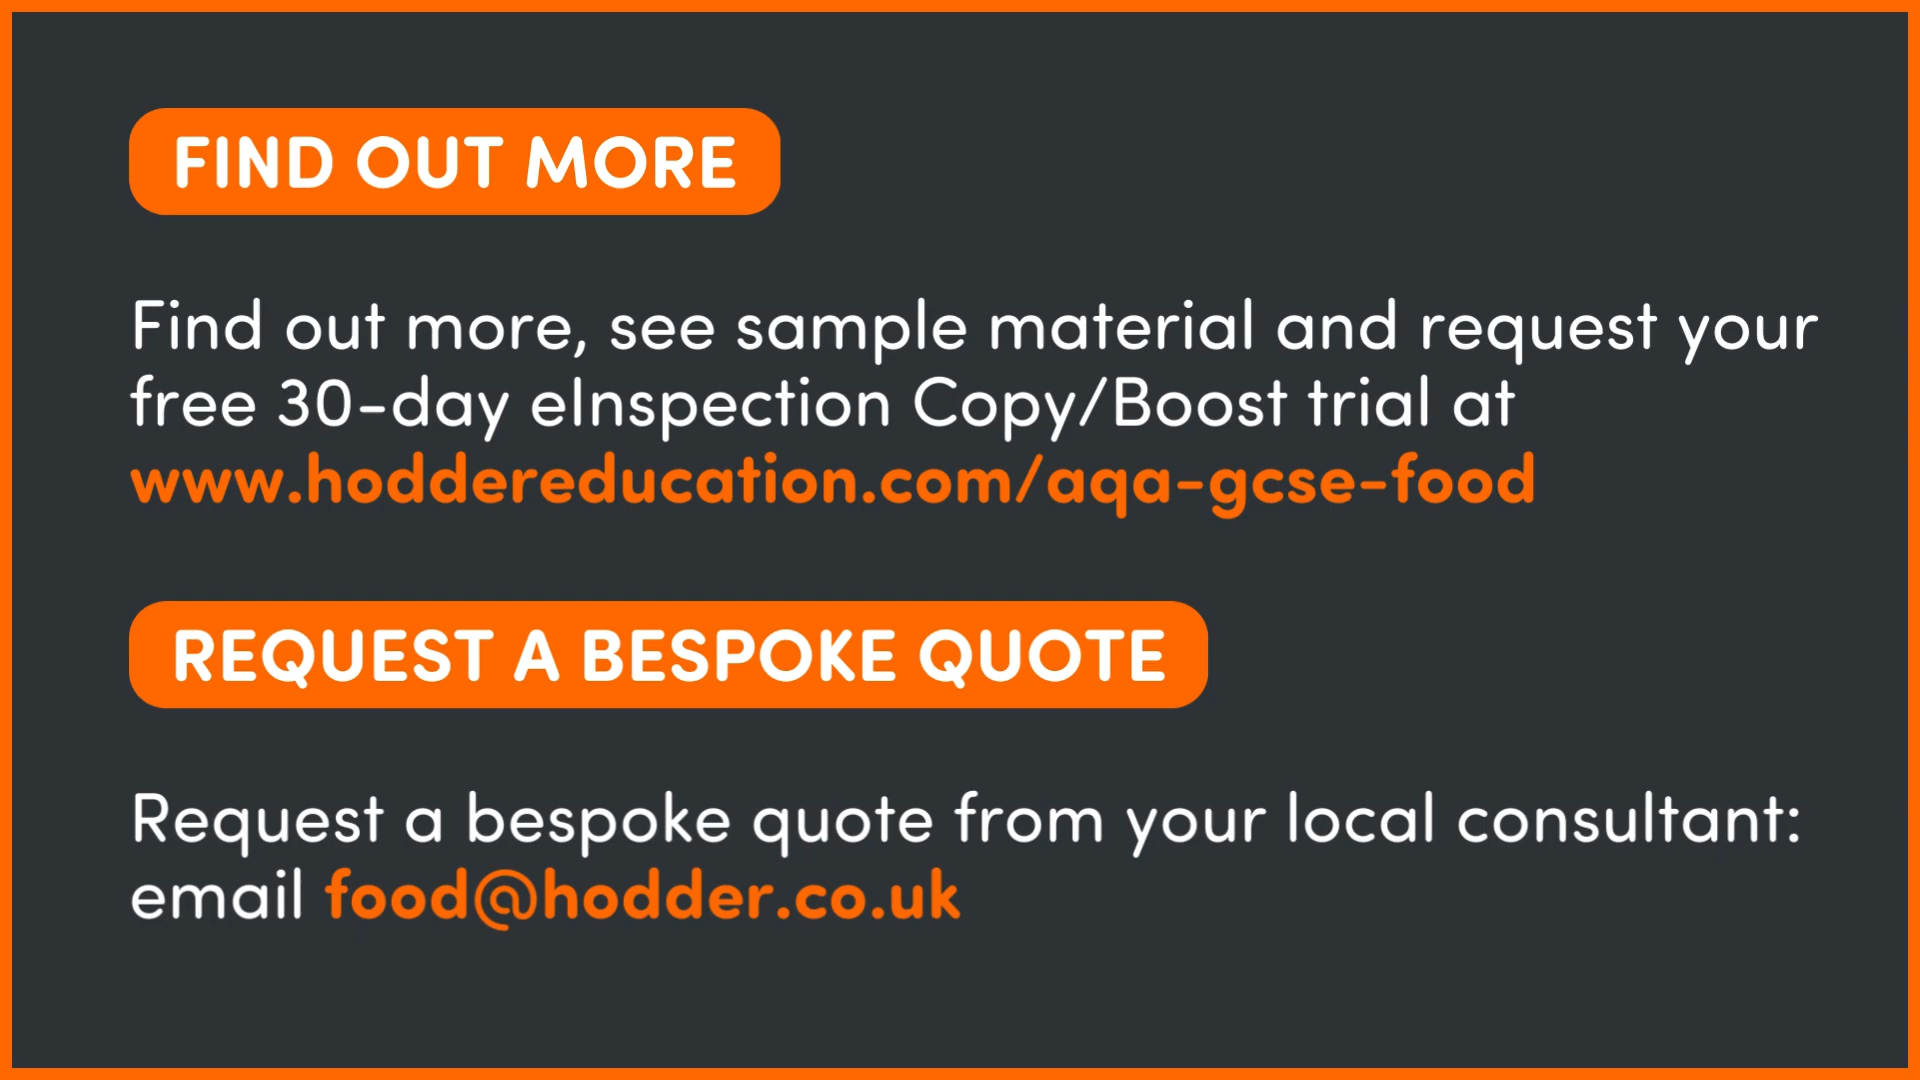 FIND OUT MORE
Find out more, see sample material and request your
free 30-day eInspection Copy/Boost trial at
www.hoddereducation.com/aqa-gcse-food
REQUEST A BESPOKE QUOTE
Request a bespoke quote from your local consultant:
email food@hodder.co.uk